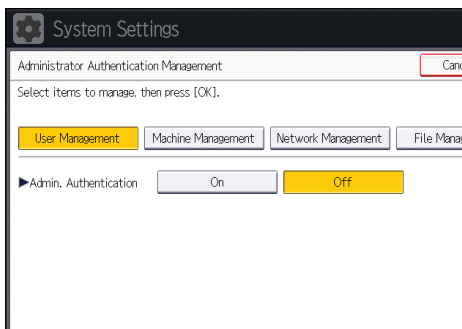 System Settings
Administrator Authentication Management
Select items to manage, then press [OK].
User Management Machine Management Network Management File
▶Admin. Authentication On Off